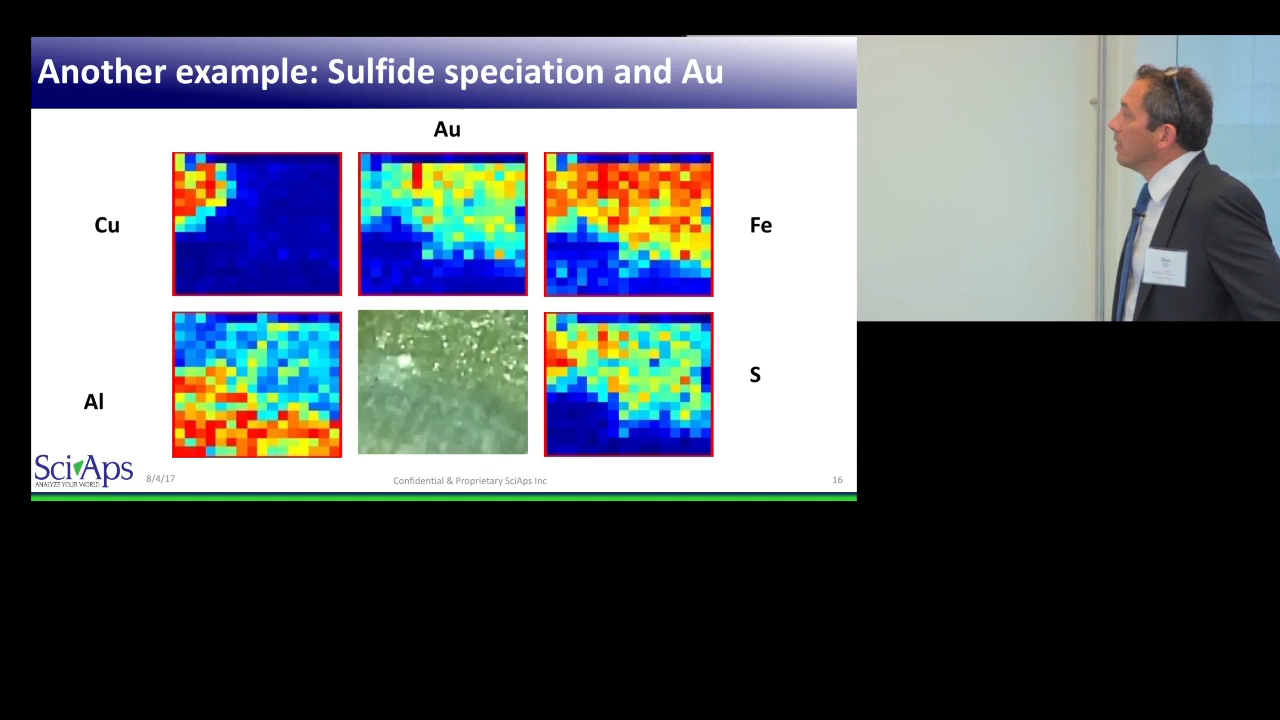 Another example: Sulfide speciation and Au
Au
Cu
Fe
Al
S
SciAps
ANALYZE YOUR WORLD
8/4/17
Confidential & Proprietary SciAps Inc
16